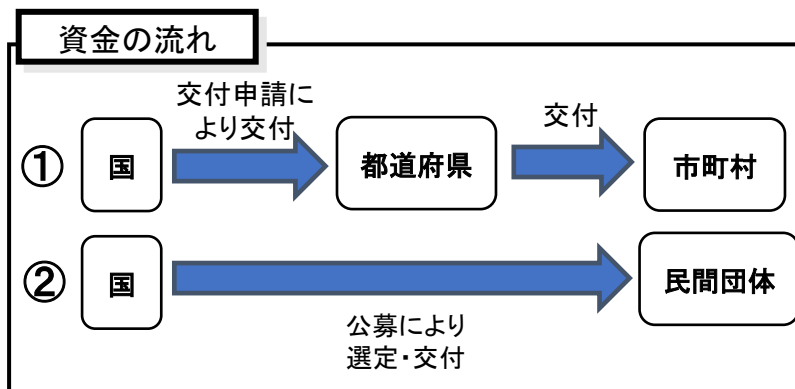 資金の流れ
交付申請に
より交付
交付
① 国 都道府県 市町村
② 国 民間団体
公募により
選定・交付